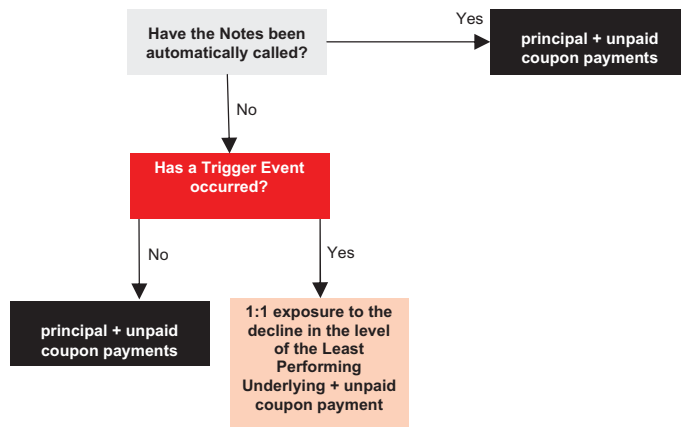 Have the Notes been
automatically called?
Yes
principal + unpaid
coupon payments
No
Has a Trigger Event
occurred?
No
Yes
principal + unpaid
coupon payments
1:1 exposure to the
decline in the level
of the Least
Performing
Underlying + unpaid
coupon payment